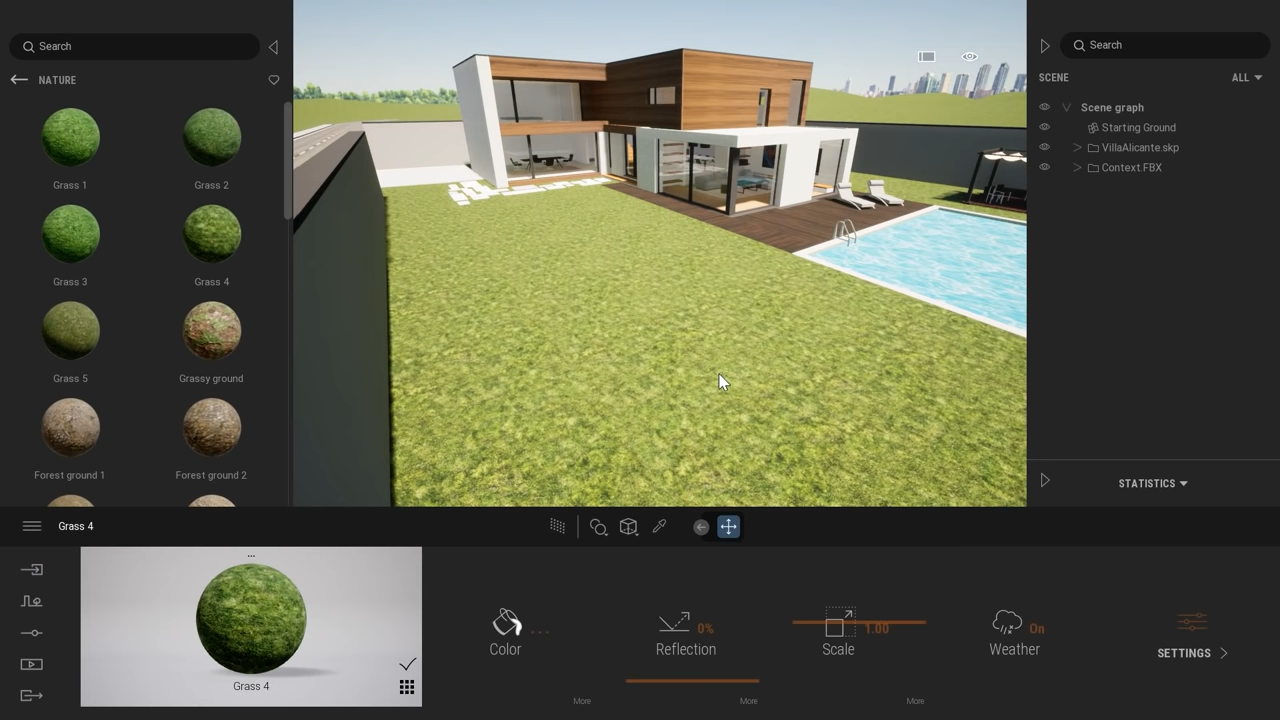 Search
NATURE
Grass 1
Grass 2
Grass 3
Grass 4
Grass 5
Grassy ground
Forest ground 1
Forest ground 2
Search
SCENE
ALL
Scene graph
Starting Ground
VillaAlicante.skp
Context.FBX
STATISTICS
Grass 4
...
Grass 4
Color
. . .
More
Reflection
0%
More
Scale
1.00
More
Weather
On
SETTINGS